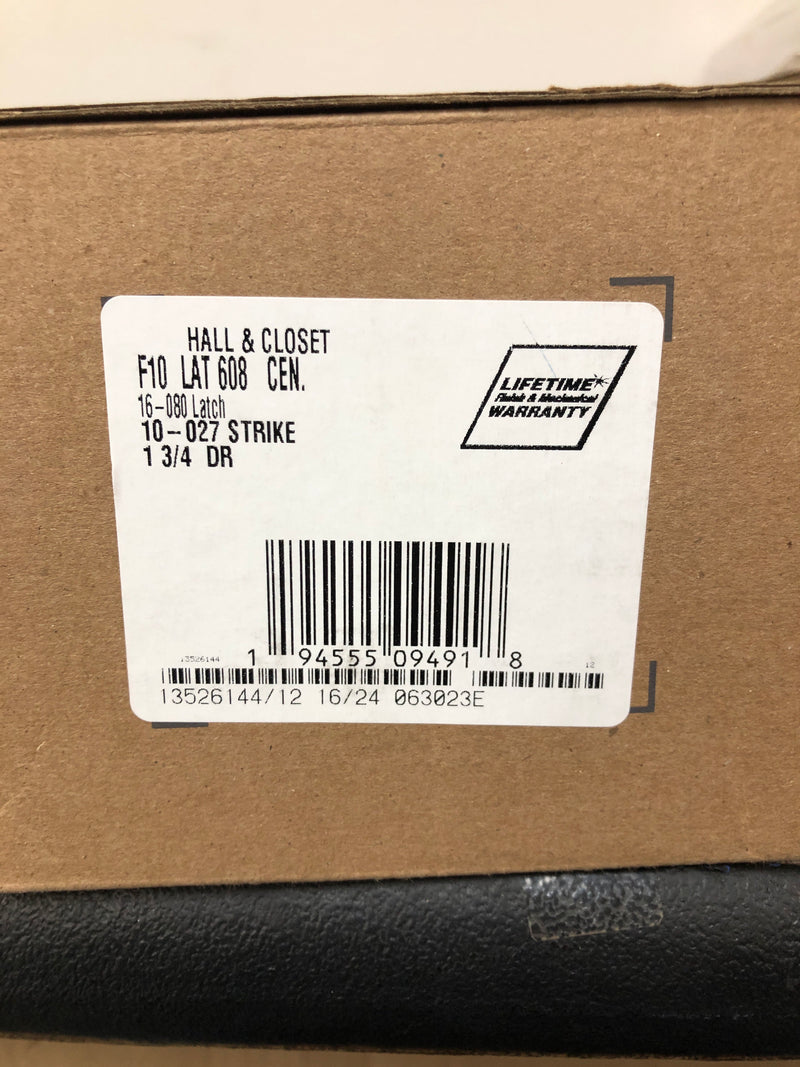 HALL & CLOSET
F10 LAT 608 CEN.
16-080 Latch
10-027 STRIKE
1 3/4 DR
LIFETIME
Finish & Mechanical
WARRANTY
13526144
1 94555 09491 8
12
13526144/12 16/24 063023E